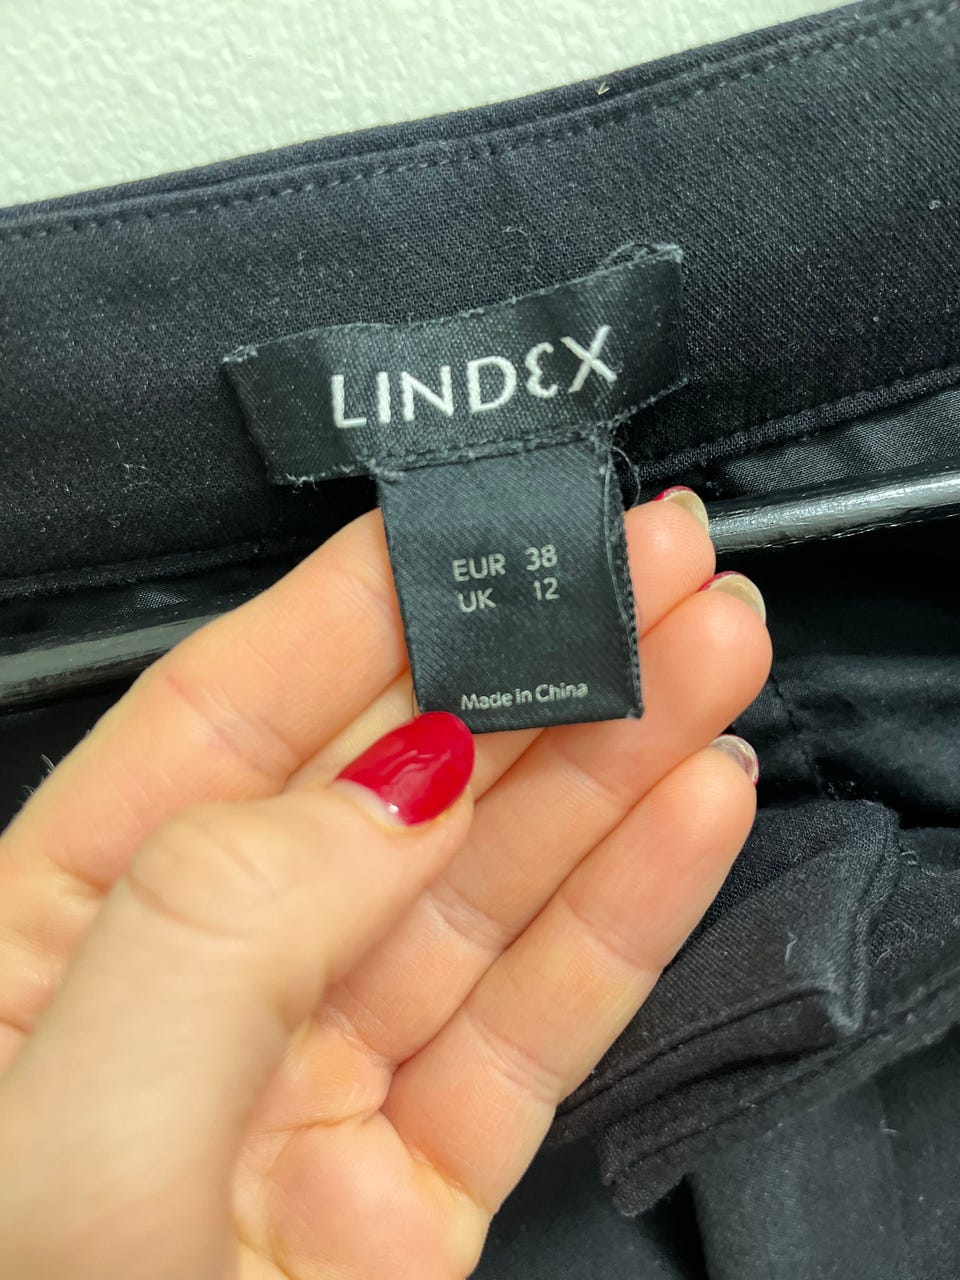 LINDEX
EUR 38
UK 12
Made in China